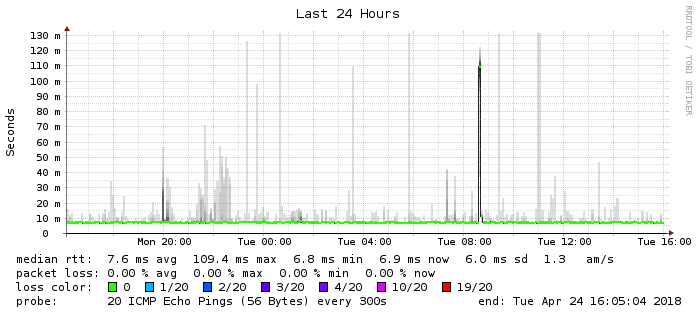 Last 24 Hours
RRDTOOL / TOBI OETIKER
Seconds
130 m
120 m
110 m
100 m
90 m
80 m
70 m
60 m
50 m
40 m
30 m
20 m
10 m
0
Mon 20:00 Tue 00:00 Tue 04:00 Tue 08:00 Tue 12:00 Tue 16:00
median rtt: 7.6 ms avg 109.4 ms max 6.8 ms min 6.9 ms now 6.0 ms sd 1.3 am/s
packet loss: 0.00 % avg 0.00 % max 0.00 % min 0.00 % now
loss color: 0 1/20 2/20 3/20 4/20 10/20 19/20
probe: 20 ICMP Echo Pings (56 Bytes) every 300s end: Tue Apr 24 16:05:04 2018